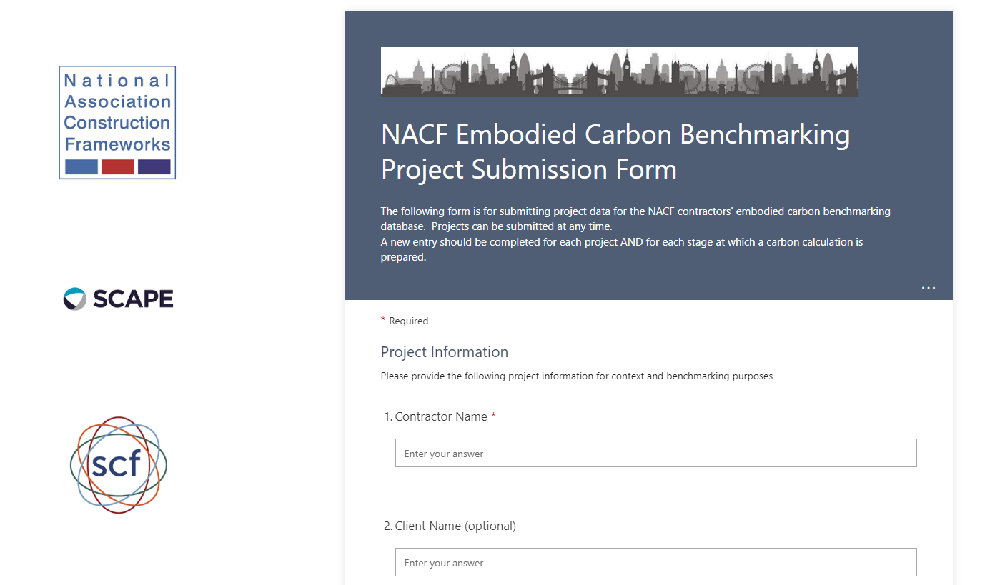 National
Association
Construction
Frameworks
SCAPE
scf
NACF Embodied Carbon Benchmarking
Project Submission Form
The following form is for submitting project data for the NACF contractors' embodied carbon benchmarking
database.  Projects can be submitted at any time.
A new entry should be completed for each project AND for each stage at which a carbon calculation is
prepared.
...
* Required
Project Information
Please provide the following project information for context and benchmarking purposes
1. Contractor Name *
Enter your answer
2. Client Name (optional)
Enter your answer